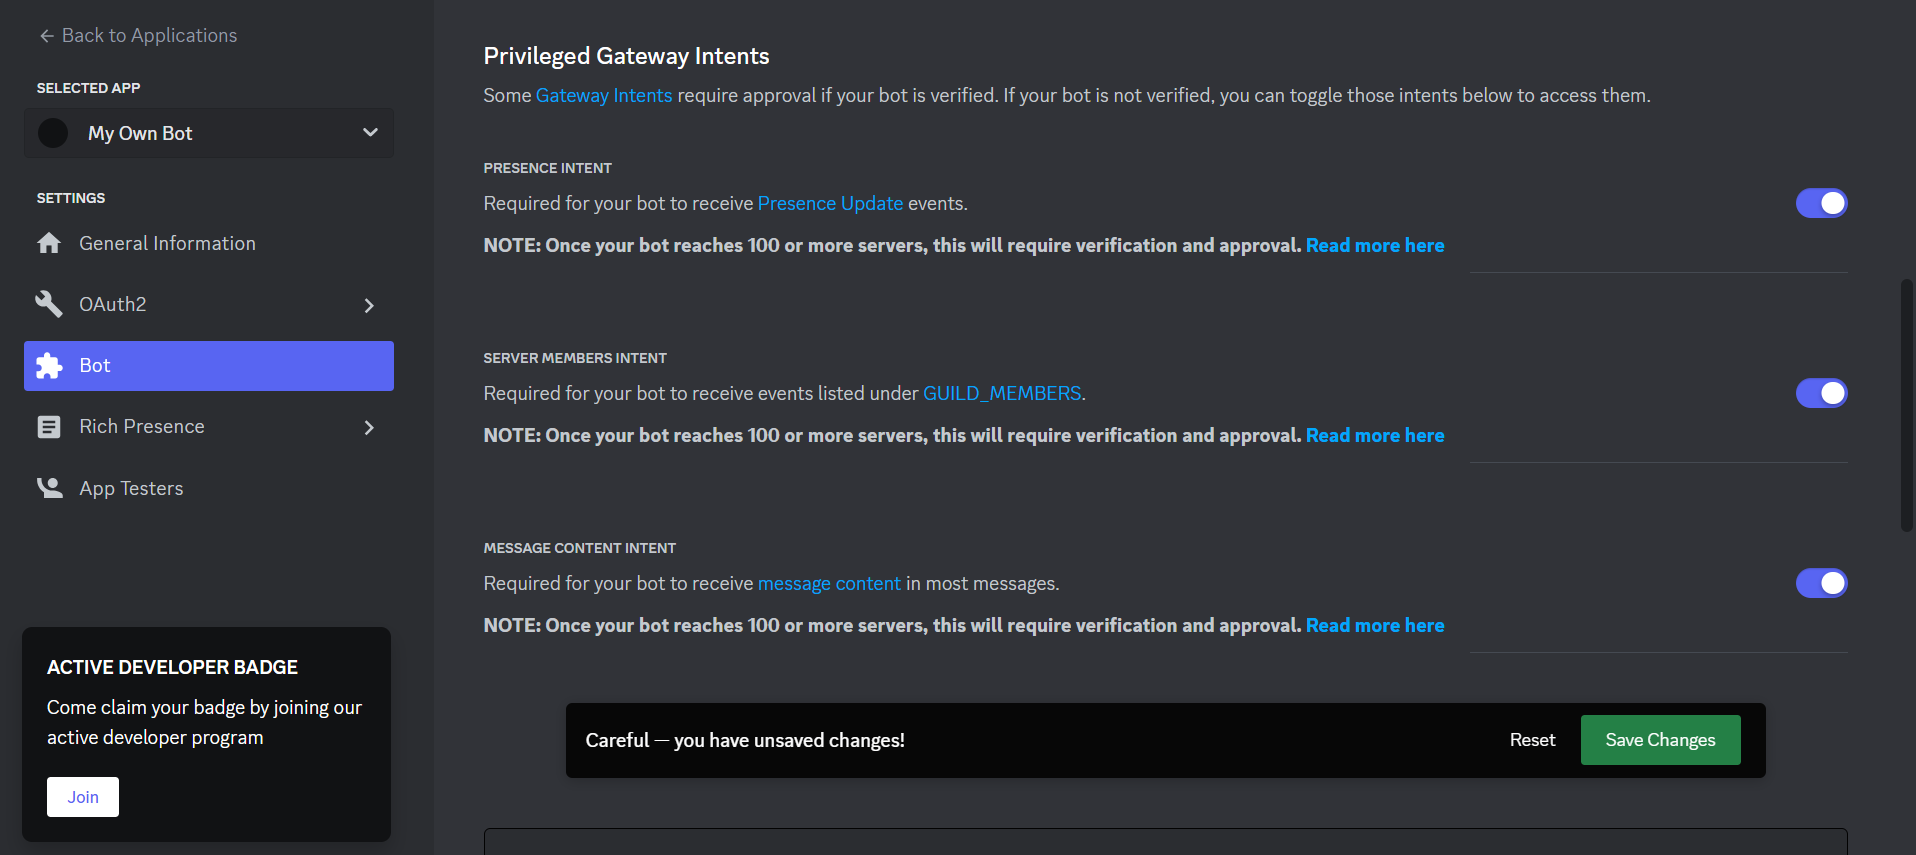 Back to Applications
SELECTED APP
My Own Bot
SETTINGS
General Information
OAuth2
Bot
Rich Presence
App Testers
ACTIVE DEVELOPER BADGE
Come claim your badge by joining our
active developer program
Join
Privileged Gateway Intents
Some Gateway Intents require approval if your bot is verified. If your bot is not verified, you can toggle those intents below to access them.
PRESENCE INTENT
Required for your bot to receive Presence Update events.
NOTE: Once your bot reaches 100 or more servers, this will require verification and approval. Read more here
SERVER MEMBERS INTENT
Required for your bot to receive events listed under GUILD_MEMBERS.
NOTE: Once your bot reaches 100 or more servers, this will require verification and approval. Read more here
MESSAGE CONTENT INTENT
Required for your bot to receive message content in most messages.
NOTE: Once your bot reaches 100 or more servers, this will require verification and approval. Read more here
Careful — you have unsaved changes!
Reset
Save Changes